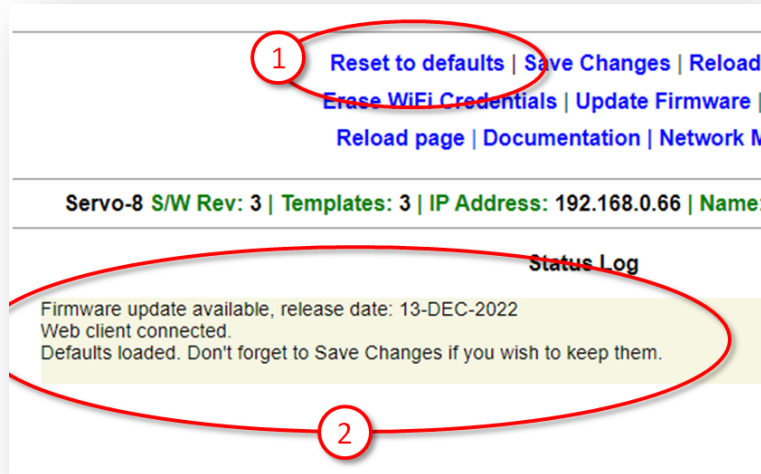 1
Reset to defaults | Save Changes | Reload
Erase WiFi Credentials | Update Firmware |
Reload page | Documentation | Network M
Servo-8 S/W Rev: 3 | Templates: 3 | IP Address: 192.168.0.66 | Name:
Status Log
Firmware update available, release date: 13-DEC-2022
Web client connected.
Defaults loaded. Don't forget to Save Changes if you wish to keep them.
2